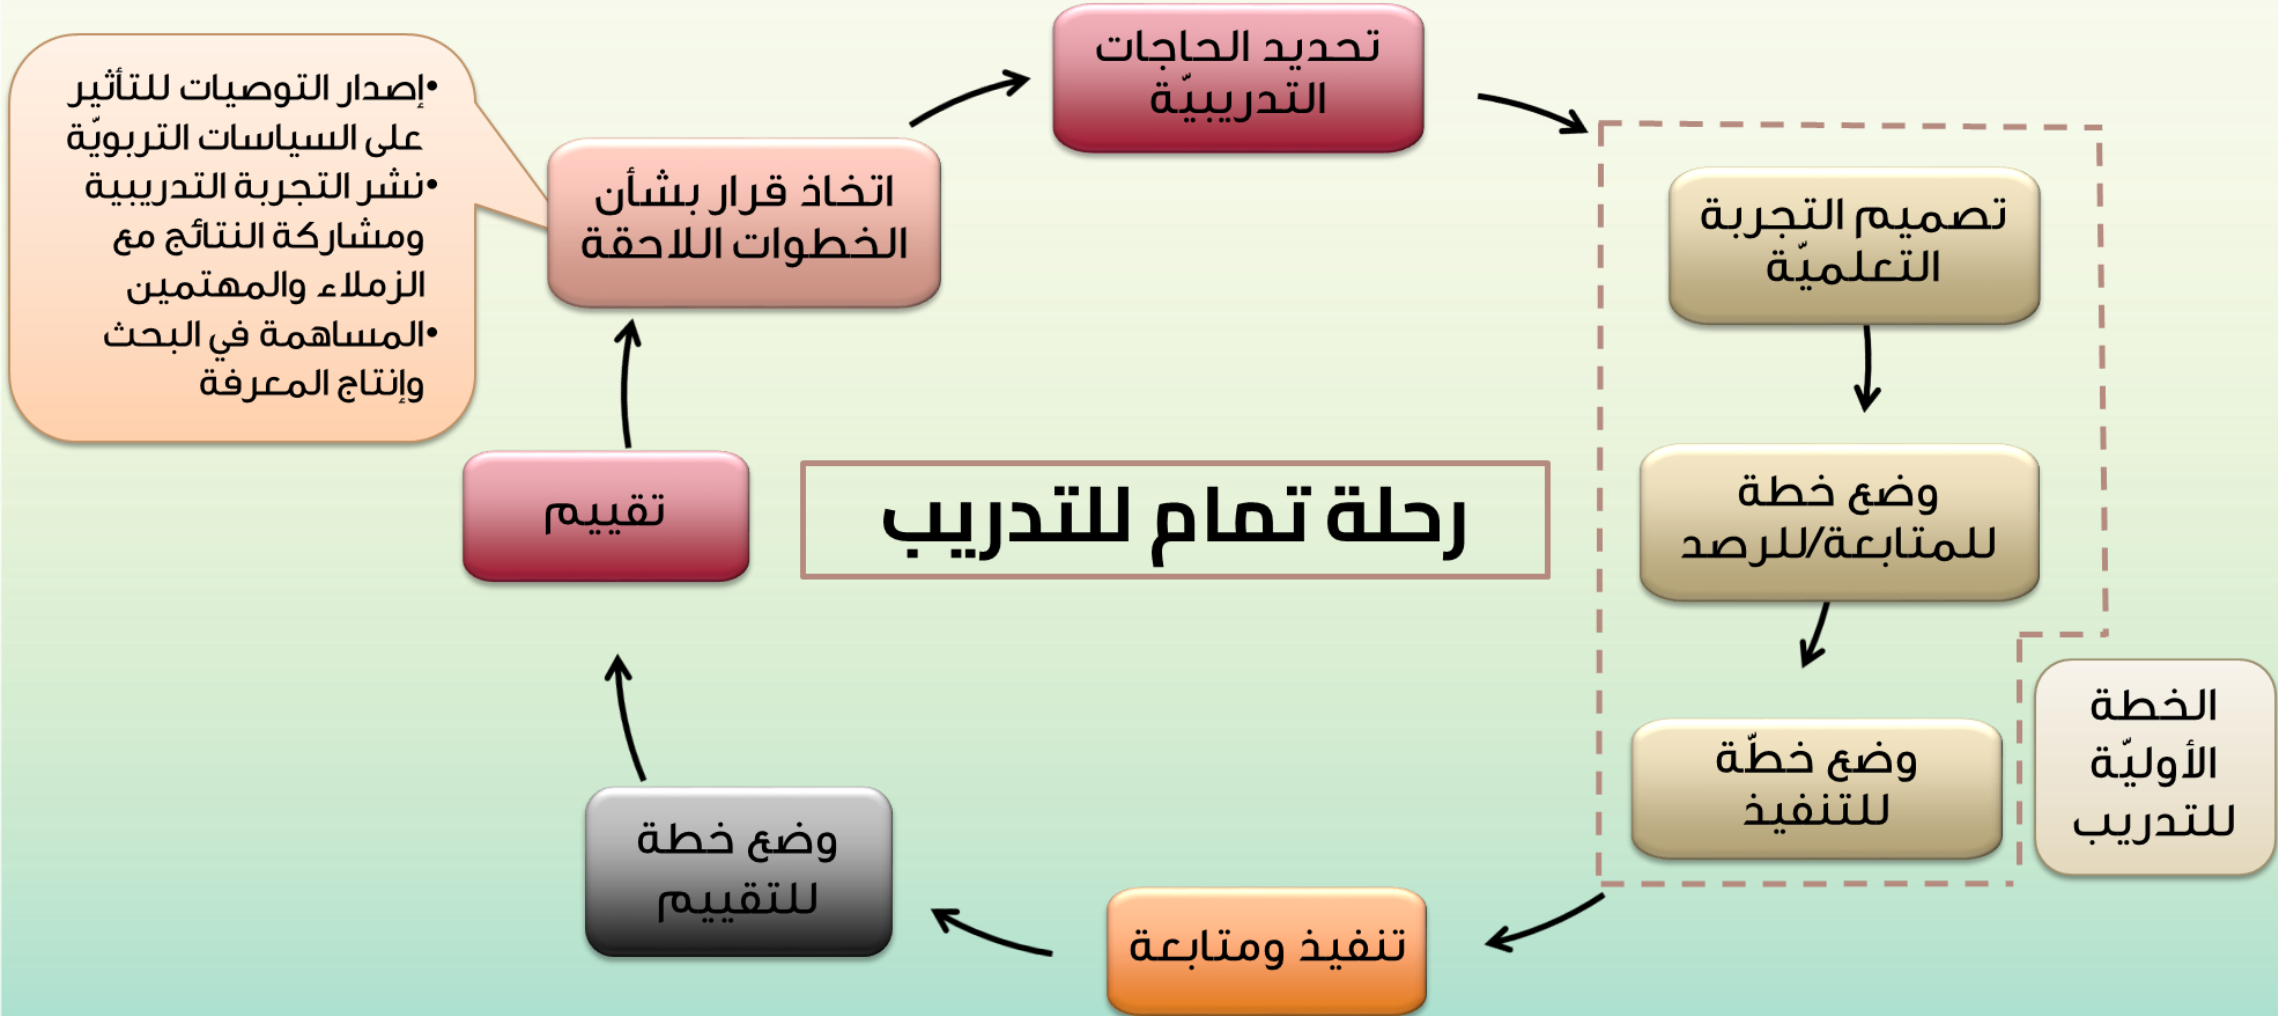 تحديد الحاجات
التدريبيّة
تصميم التجربة
التعلميّة
وضع خطة
للمتابعة/للرصد
وضع خطّة
للتنفيذ
الخطة
الأوليّة
للتدريب
تنفيذ ومتابعة
وضع خطة
للتقييم
تقييم
اتخاذ قرار بشأن
الخطوات اللاحقة
•إصدار التوصيات للتأثير
على السياسات التربويّة
•نشر التجربة التدريبية
ومشاركة النتائج مع
الزملاء والمهتمين
•المساهمة في البحث
وإنتاج المعرفة
رحلة تمام للتدريب